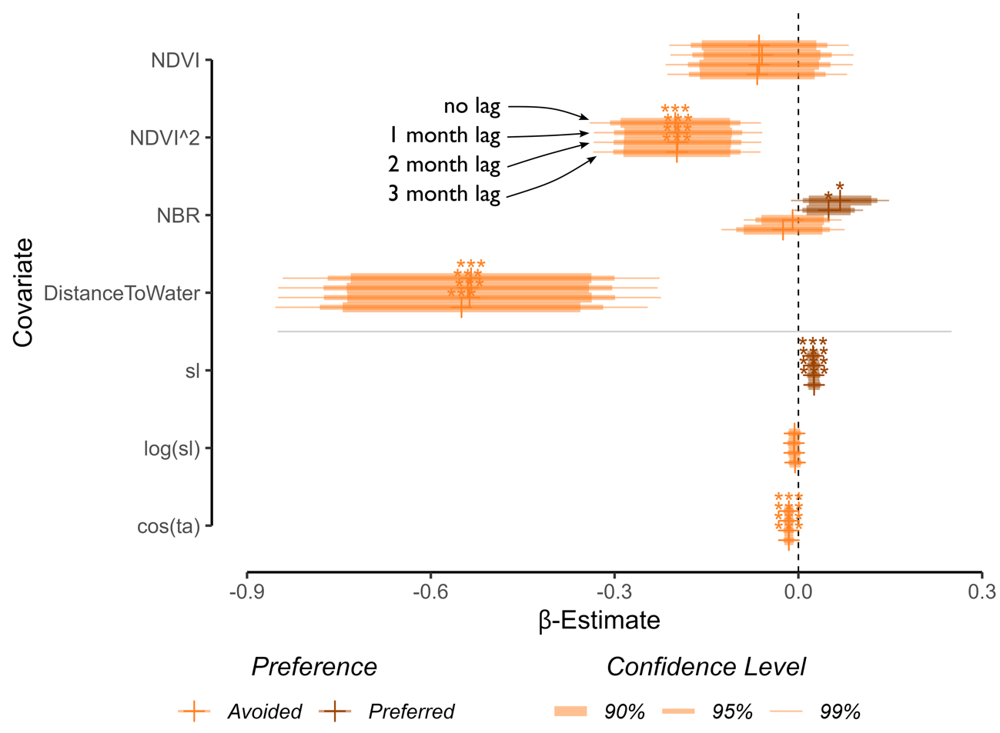 NDVI
***
no lag
***
***
1 month lag
NDVI^2
***
2 month lag
*
3 month lag
*
NBR
***
***
***
DistanceToWater
***
Covariate
***
***
***
sl
***
log(sl)
***
***
***
cos(ta)
***
-0.9 -0.6 -0.3 0.0 0.3
β-Estimate
Preference Confidence Level
Avoided Preferred 90% 95% 99%